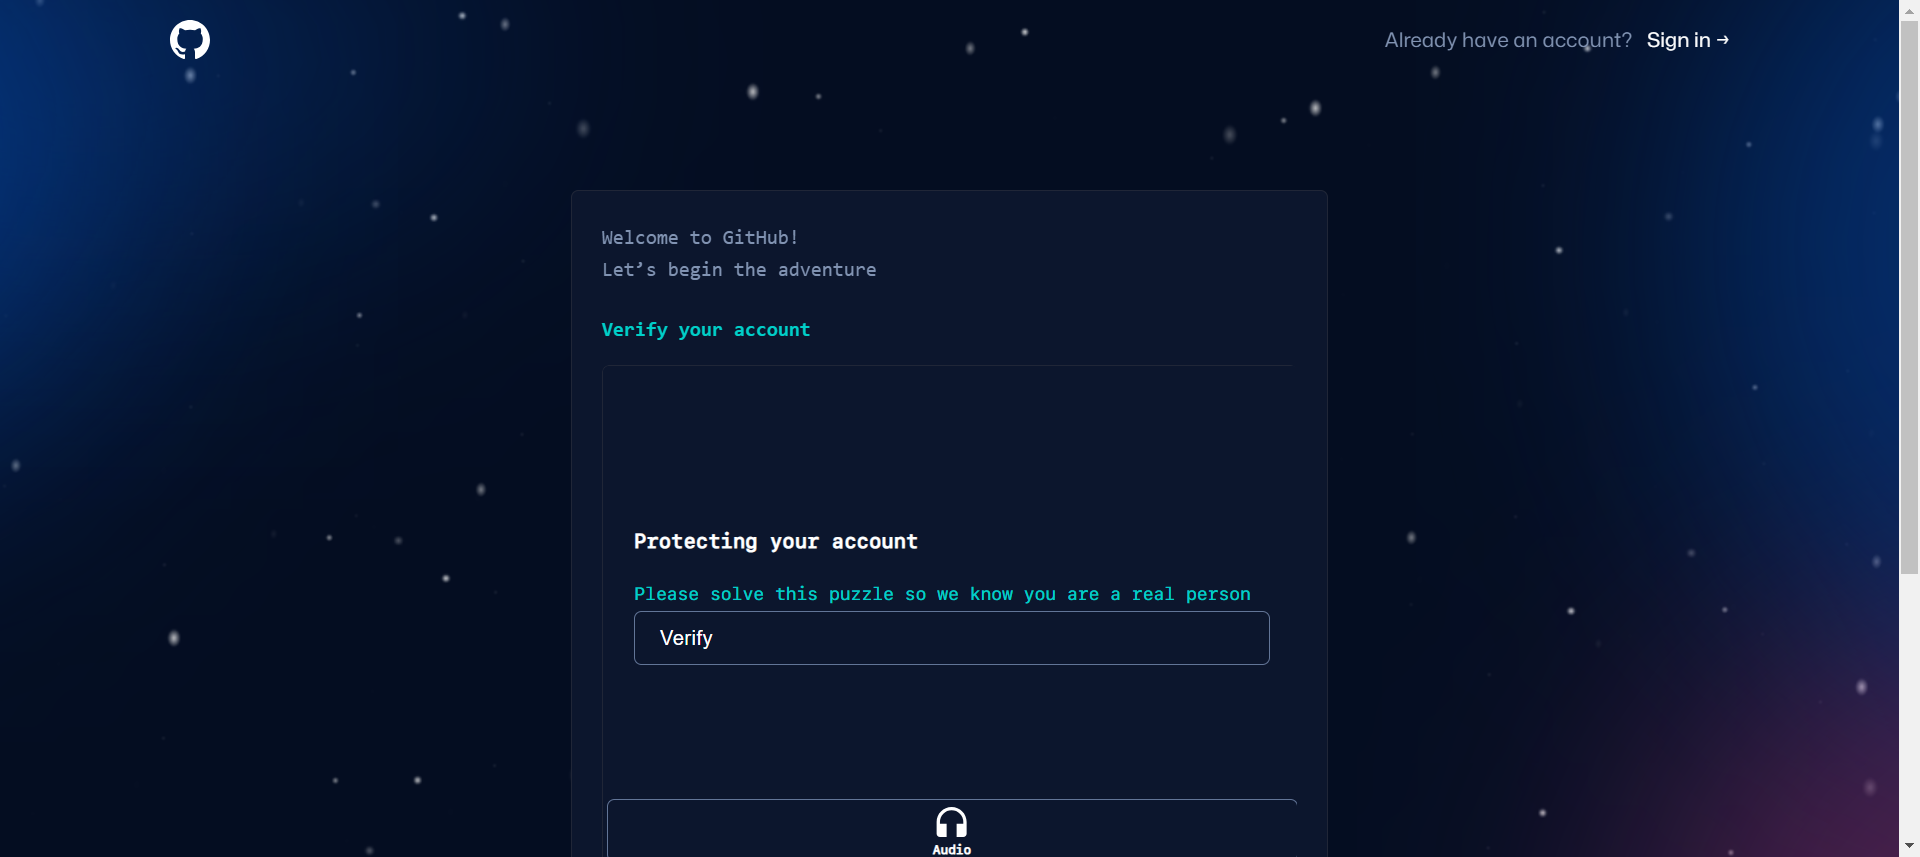 Already have an account? Sign in →
Welcome to GitHub!
Let’s begin the adventure
Verify your account
Protecting your account
Please solve this puzzle so we know you are a real person
Verify
Audio